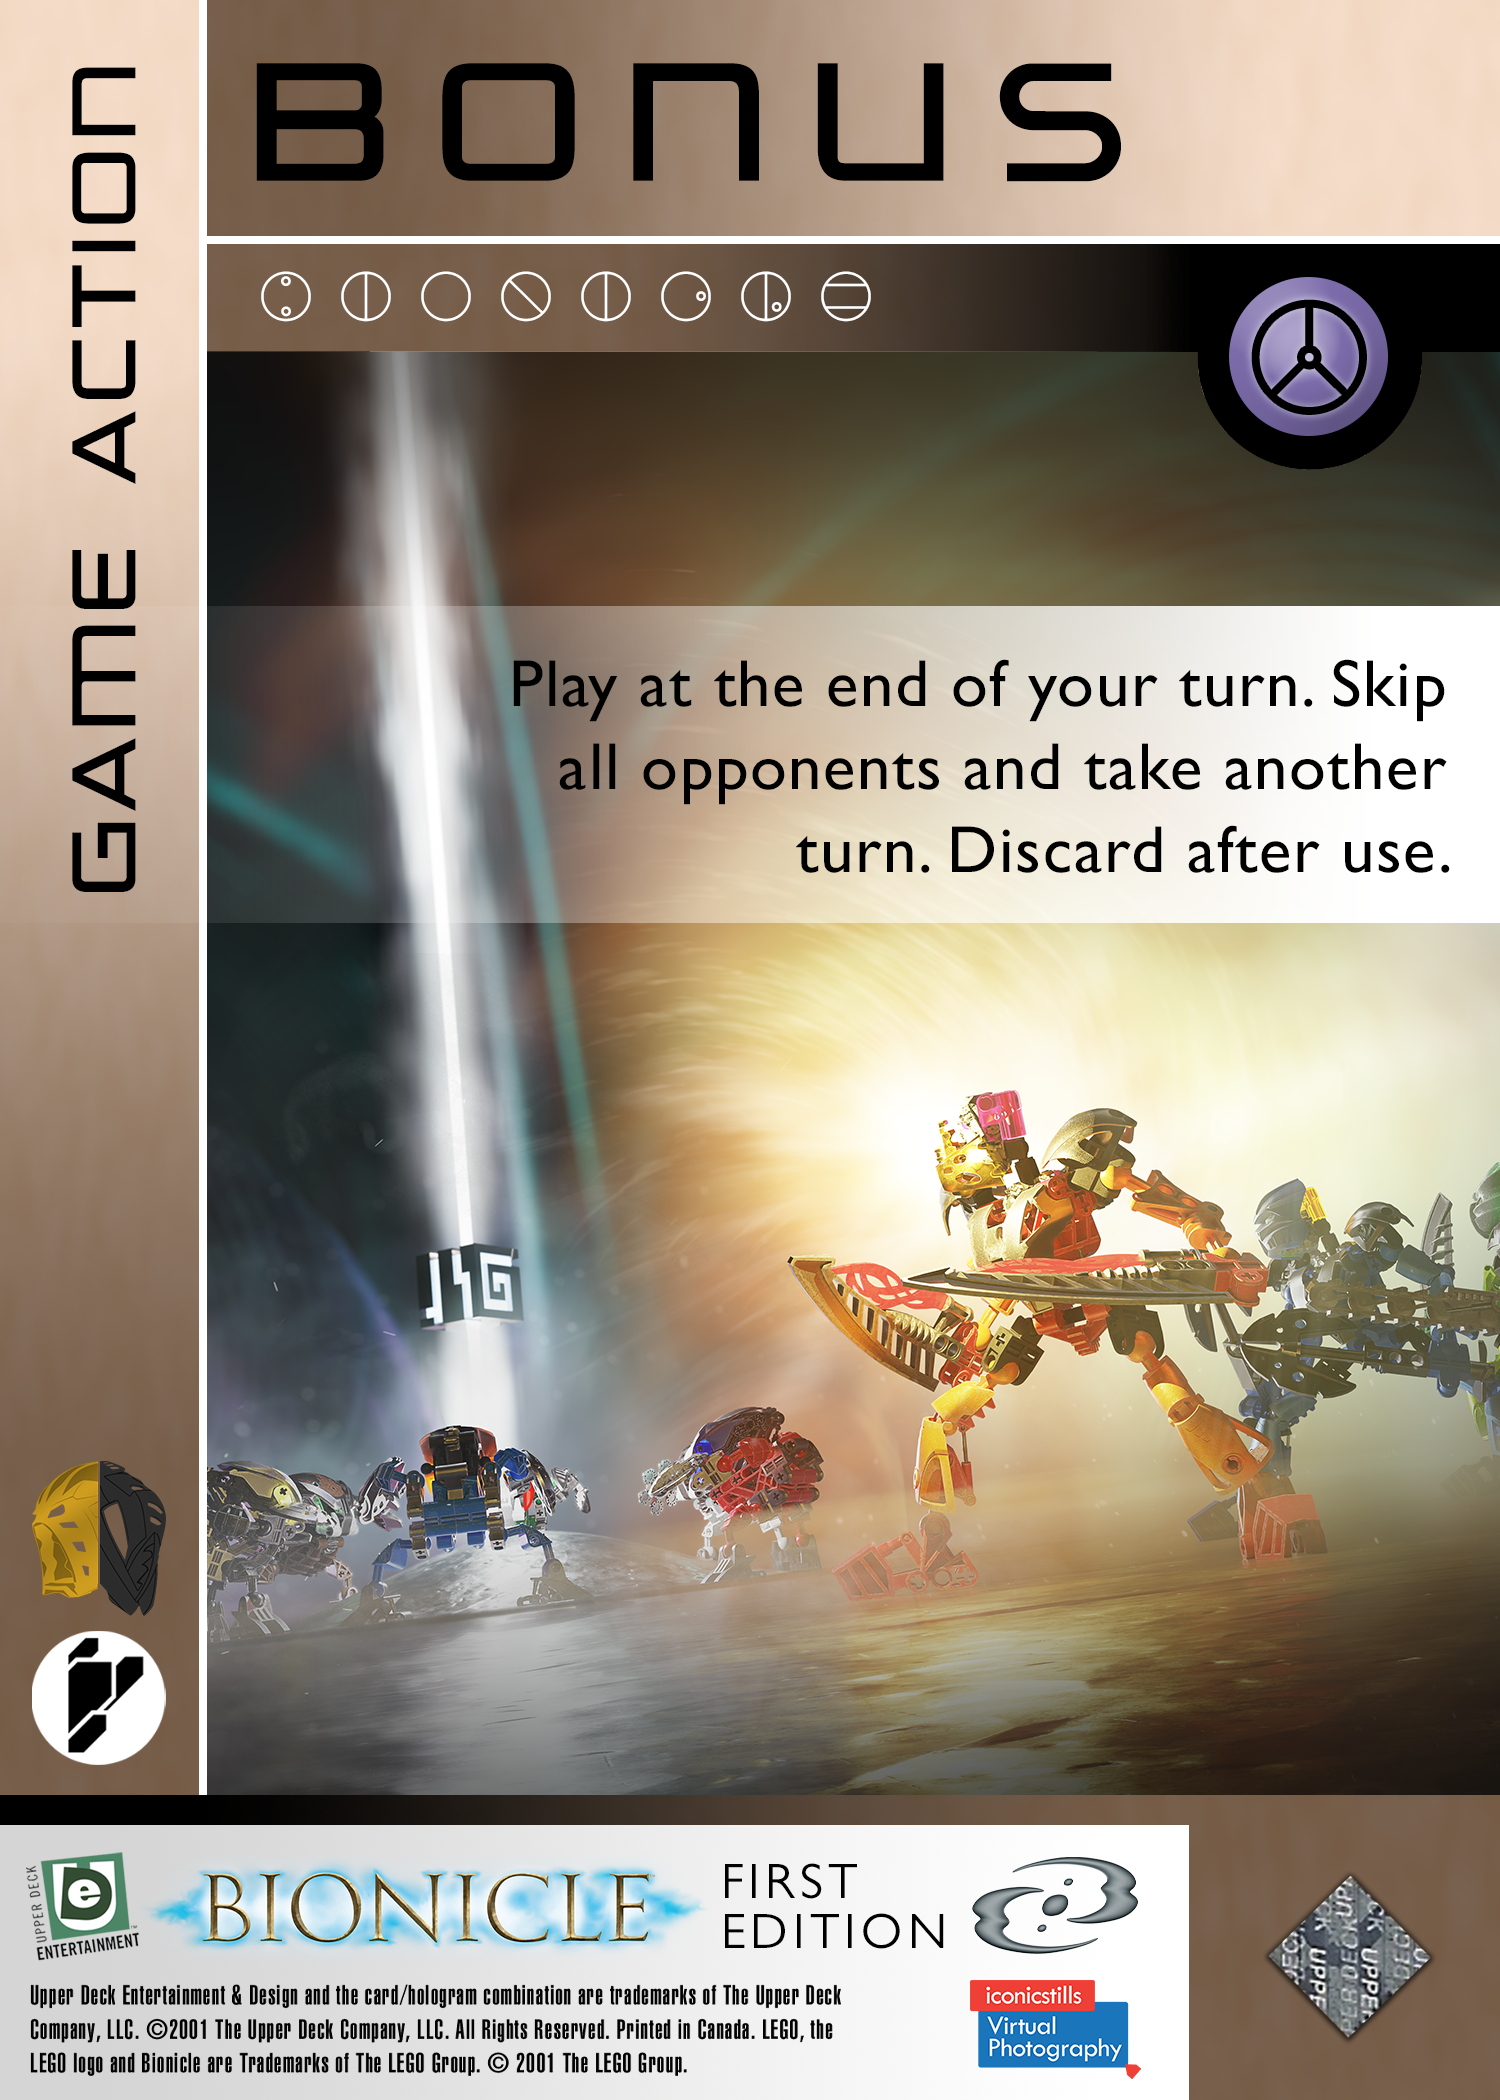 BONUS
GAME ACTION
Play at the end of your turn. Skip
all opponents and take another
turn. Discard after use.
UPPER DECK
e
ENTERTAINMENT
BIONICLE
FIRST
EDITION
Upper Deck Entertainment & Design and the card/hologram combination are trademarks of The Upper Deck
Company, LLC. ©2001 The Upper Deck Company, LLC. All Rights Reserved. Printed in Canada. LEGO, the
LEGO logo and Bionicle are Trademarks of The LEGO Group. © 2001 The LEGO Group.
iconicstills
Virtual
Photography